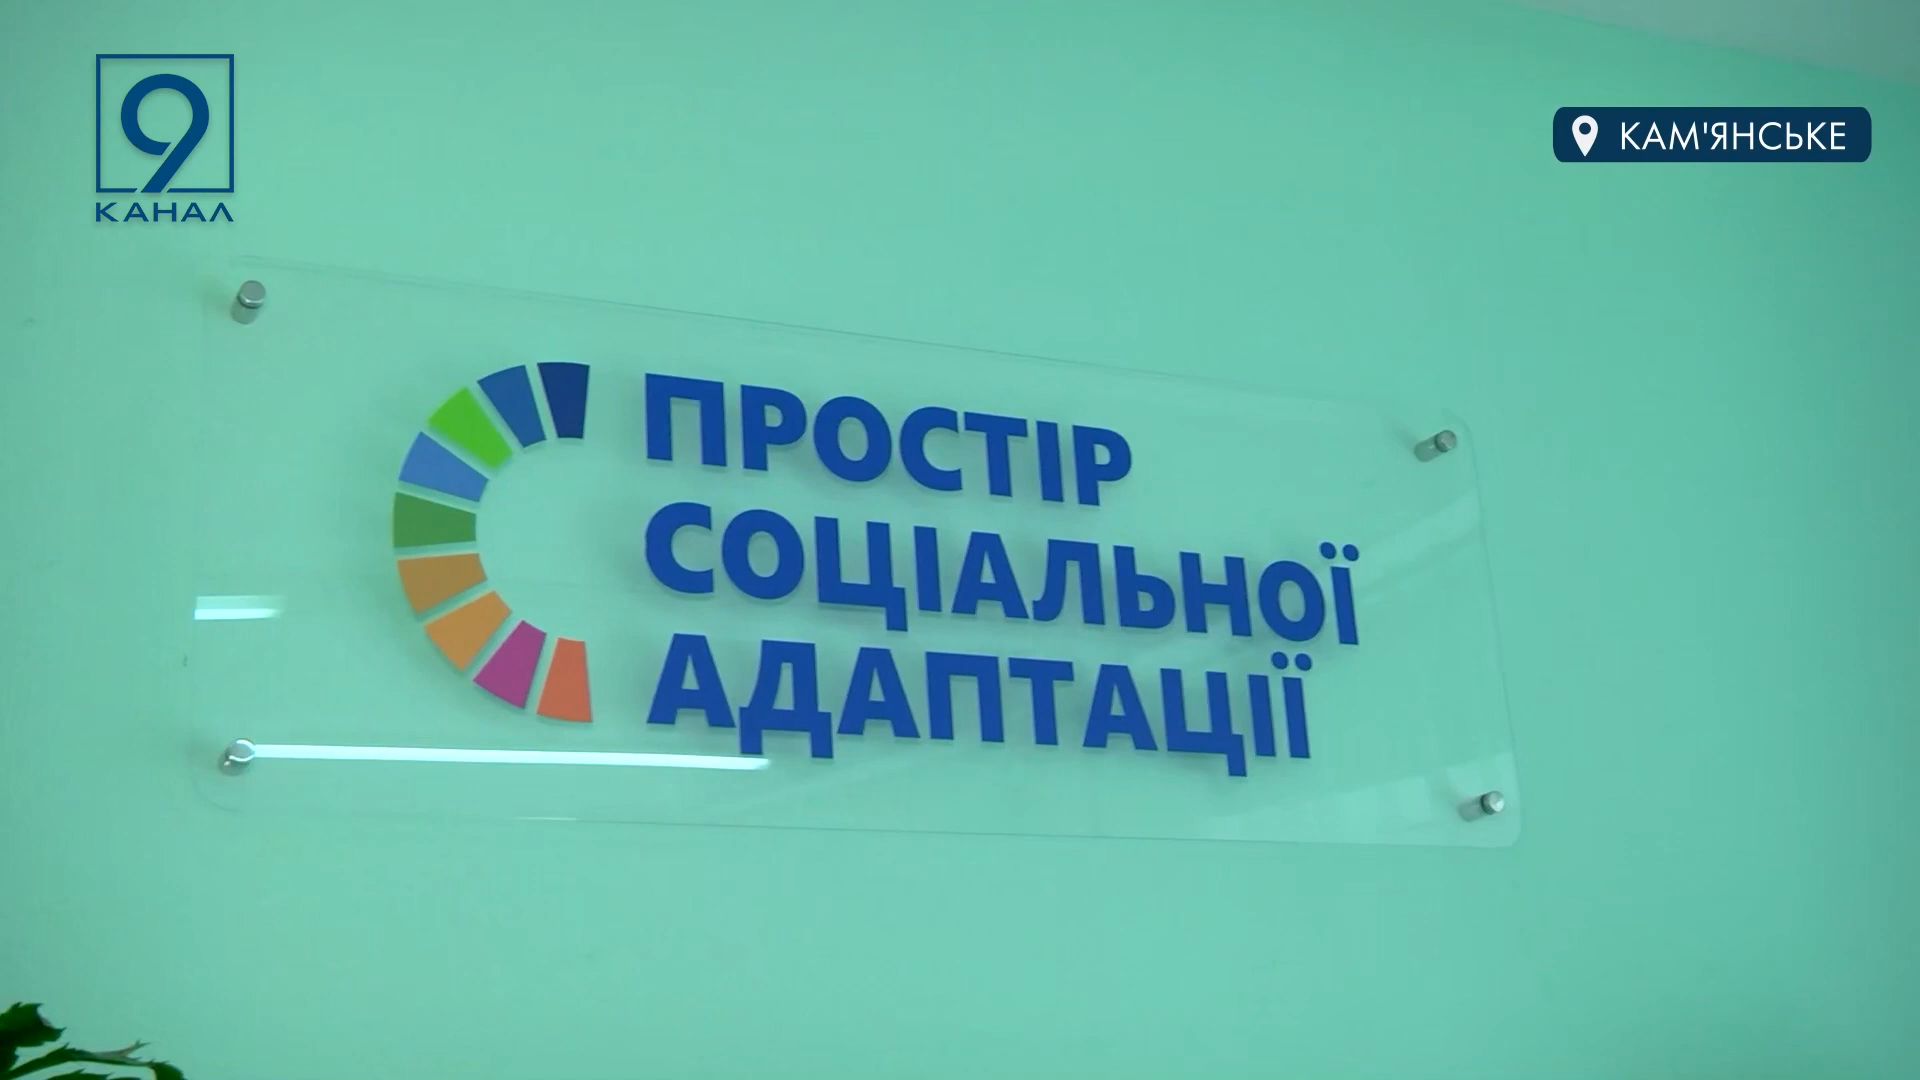 9
КАНАЛ
КАМ'ЯНСЬКЕ
ПРОСТІР
СОЦІАЛЬНОЇ
АДАПТАЦІЇ